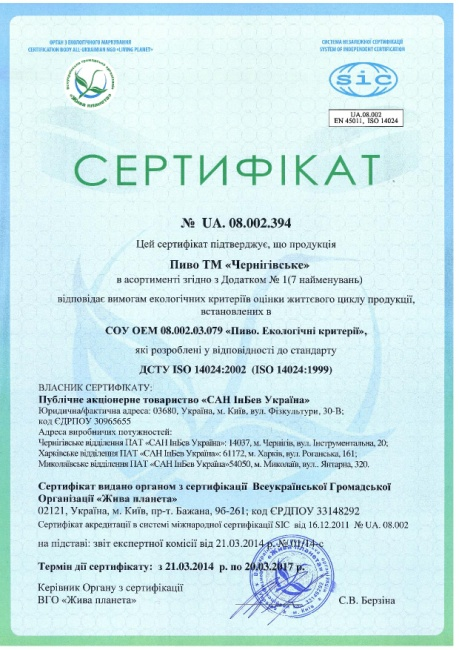 ОРГАН З ЕКОЛОГІЧНОГО МАРКУВАННЯ
CERTIFICATION BODY ALL-UKRAINIAN NGO «LIVING PLANET»
СИСТЕМА НЕЗАЛЕЖНОЇ СЕРТИФІКАЦІЇ
SYSTEM OF INDEPENDENT CERTIFICATION
«Жива планета»
sic
UA.08.002
EN 45011, ISO 14024
СЕРТИФІКАТ
№ UA. 08.002.394
Цей сертифікат підтверджує, що продукція
Пиво ТМ «Чернігівське»
в асортименті згідно з Додатком № 1(7 найменувань)
відповідає вимогам екологічних критеріїв оцінки життєвого циклу продукції,
встановлених в
СОУ ОЕМ 08.002.03.079 «Пиво. Екологічні критерії»,
які розроблені у відповідності до стандарту
ДСТУ ISO 14024:2002 (ISO 14024:1999)
ВЛАСНИК СЕРТИФІКАТУ:
Публічне акціонерне товариство «САН ІнБев Україна»
Юридична/фактична адреса: 03680, Україна, м. Київ, вул. Фізкультури, 30-В;
код ЄДРПОУ 30965655
Адреса виробничих потужностей:
Чернігівське відділення ПАТ «САН ІнБев Україна»: 14037, м. Чернігів, вул. Інструментальна, 20;
Харківське відділення ПАТ «САН ІнБев Україна»: 61172, м. Харків, вул. Роганська, 161;
Миколаївське відділення ПАТ «САН ІнБев Україна»54050, м. Миколаїв, вул.. Янтарна, 320.
Сертифікат видано органом з сертифікації Всеукраїнської Громадської
Організації «Жива планета»
02121, Україна, м. Київ, пр-т. Бажана, 9б-261; код ЄРДПОУ 33148292
Сертифікат акредитації в системі міжнародної сертифікації SIC від 16.12.2011 № UA. 08.002
на підставі: звіт експертної комісії від 21.03.2014 р. № 01/14-с
Термін дії сертифікату: з 21.03.2014 р. по 20.03.2017 р.
Керівник Органу з сертифікації
ВГО «Жива планета»
С.В. Берзіна